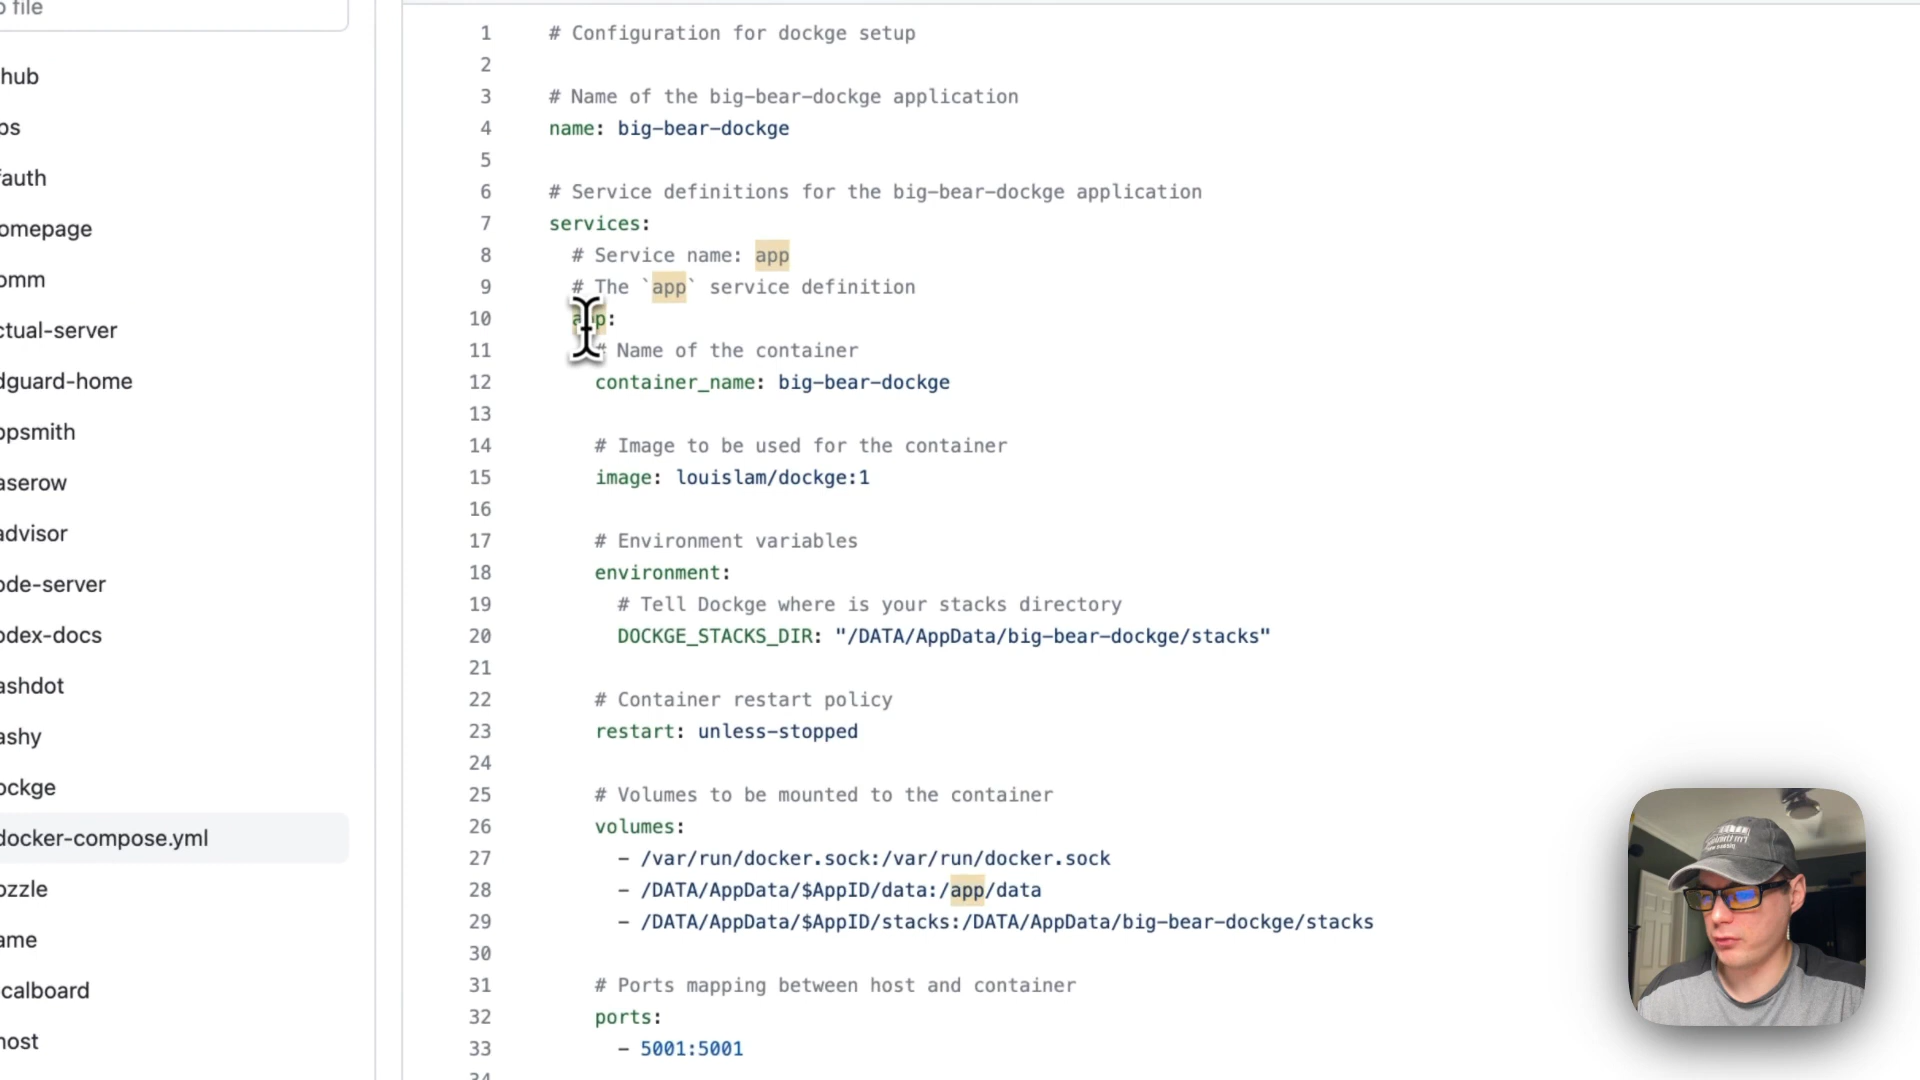 file
hub
1 # Configuration for dockge setup
2
3 # Name of the big-bear-dockge application
ps
4 name: big-bear-dockge
5
fauth
6 # Service definitions for the big-bear-dockge application
7 services:
omepage
8 # Service name: app
omm
9 # The `app` service definition
10 app:
ctual-server
11 # Name of the container
dguard-home
12 container_name: big-bear-dockge
13
ppsmith
14 # Image to be used for the container
15 image: louislam/dockge:1
aserow
16
advisor
17 # Environment variables
18 environment:
ode-server
19 # Tell Dockge where is your stacks directory
20 DOCKGE_STACKS_DIR: "/DATA/AppData/big-bear-dockge/stacks"
odex-docs
21
ashdot
22 # Container restart policy
23 restart: unless-stopped
ashy
24
ockge
25 # Volumes to be mounted to the container
26 volumes:
docker-compose.yml
27 - /var/run/docker.sock:/var/run/docker.sock
ozzle
28 - /DATA/AppData/$AppID/data:/app/data
29 - /DATA/AppData/$AppID/stacks:/DATA/AppData/big-bear-dockge/stacks
ame
30
calboard
31 # Ports mapping between host and container
32 ports:
host
33 - 5001:5001
34